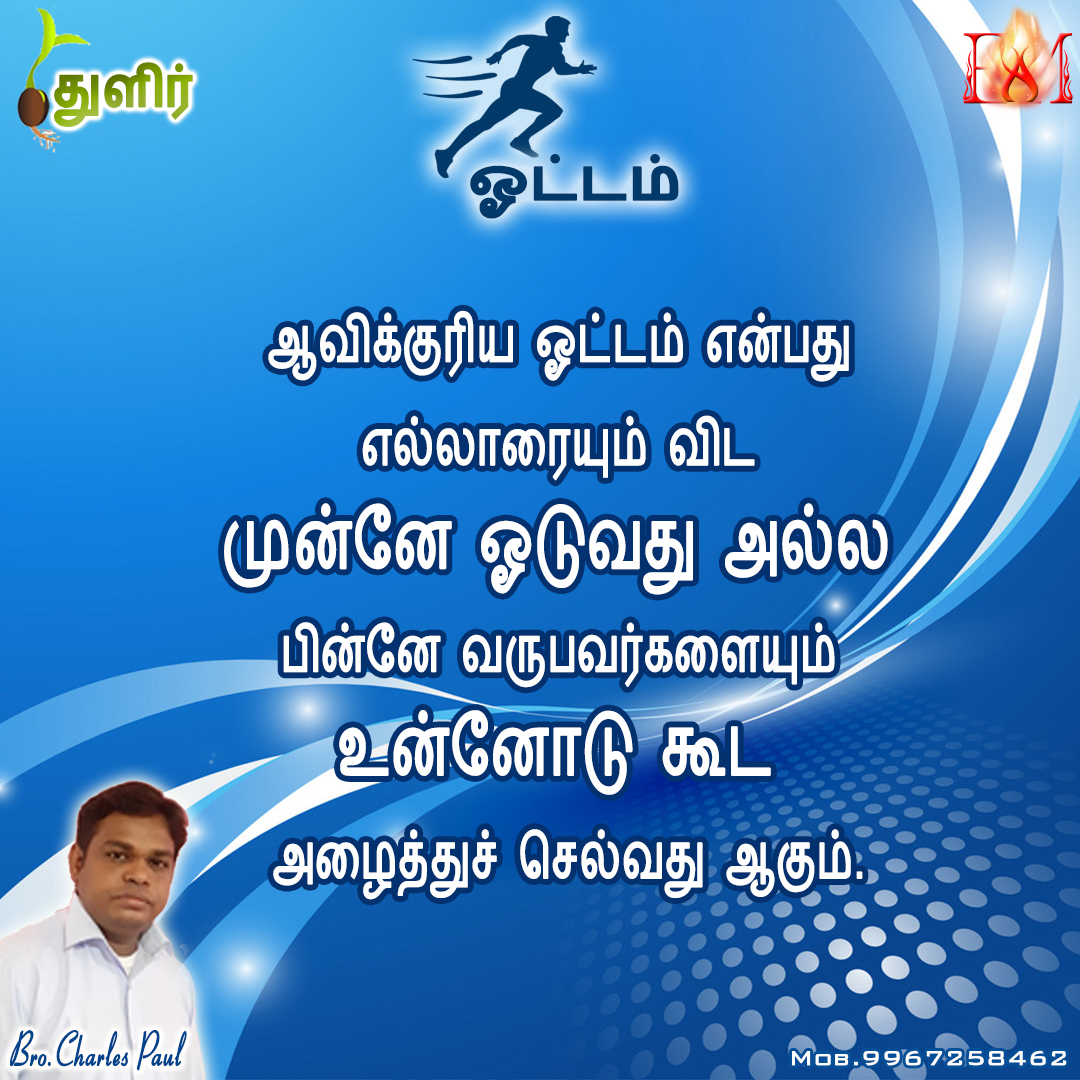 துளிர்
ஓட்டம்
ஆவிக்குரிய ஓட்டம் என்பது
எல்லாரையும் விட
முன்னே ஓடுவது அல்ல
பின்னே வருபவர்களையும்
உன்னோடு கூட
அழைத்துச் செல்வது ஆகும்.
Bro.Charles Paul
Mob.9967258462